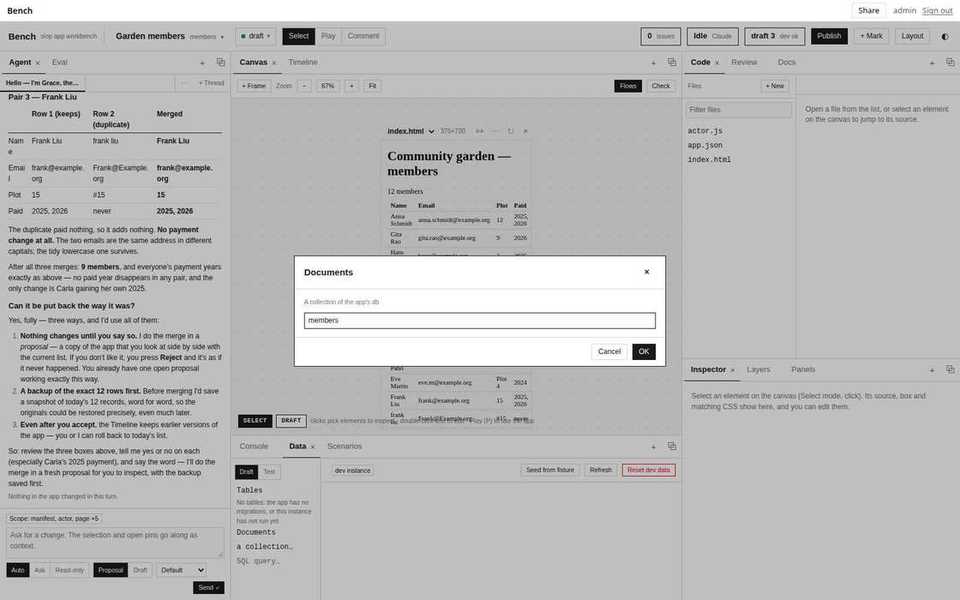 Bench
Share admin Sign out
Bench slop app workbench Garden members members draft Select Play Comment 0 issues Idle Claude draft 3 dev ok Publish + Mark Layout
Agent × Eval +
Hello — I'm Grace, the… ⋯ + Thread
Pair 3 — Frank Liu
Row 1 (keeps) Row 2 (duplicate) Merged
Name Frank Liu frank liu Frank Liu
Email frank@example.org Frank@Example.org frank@example.org
Plot 15 #15 15
Paid 2025, 2026 never 2025, 2026
The duplicate paid nothing, so it adds nothing. No payment
change at all. The two emails are the same address in different
capitals; the tidy lowercase one survives.
After all three merges: 9 members, and everyone's payment years
exactly as above — no paid year disappears in any pair, and the
only change is Carla gaining her own 2025.
Can it be put back the way it was?
Yes, fully — three ways, and I'd use all of them:
1. Nothing changes until you say so. I do the merge in a
proposal — a copy of the app that you look at side by side with
the current list. If you don't like it, you press Reject and it's as if
it never happened. You already have one open proposal
working exactly this way.
2. A backup of the exact 12 rows first. Before merging I'd save
a snapshot of today's 12 records, word for word, so the
originals could be restored precisely, even much later.
3. Even after you accept, the Timeline keeps earlier versions of
the app — you or I can roll back to today's list.
So: review the three boxes above, tell me yes or no on each
(especially Carla's 2025 payment), and say the word — I'll do the
merge in a fresh proposal for you to inspect, with the backup
saved first.
Nothing in the app changed in this turn.
Scope: manifest, actor, page +5
Ask for a change. The selection and open pins go along as
context.
Auto Ask Read-only Proposal Draft Default
Send
Canvas × Timeline +
+ Frame Zoom − 67% + Fit Flows Check
index.html 375×720 ⋯ ×
Community garden —
members
12 members
Name Email Plot Paid
Anna Schmidt anna.schmidt@example.org 12 2025, 2026
Gita Rao gita.rao@example.org 9 2026
Documents ×
A collection of the app's db
members
Cancel OK
Patel
Eve Martin eve.m@example.org Plot 4 2024
Frank Liu frank@example.org 15 2025, 2026
frank Frank@Example.org #15 never
SELECT DRAFT
Console Data × Scenarios +
Draft Test dev instance Seed from fixture Refresh Reset dev data
Tables
No tables: the app has no
migrations, or this instance
has not run yet
Documents
a collection…
SQL query…
Code × Review Docs +
Files + New
Filter files
actor.js
app.json
index.html
Open a file from the list, or select an element
on the canvas to jump to its source.
Inspector × Layers Panels +
Select an element on the canvas (Select mode, click). Its source, box and
matching CSS show here, and you can edit them.